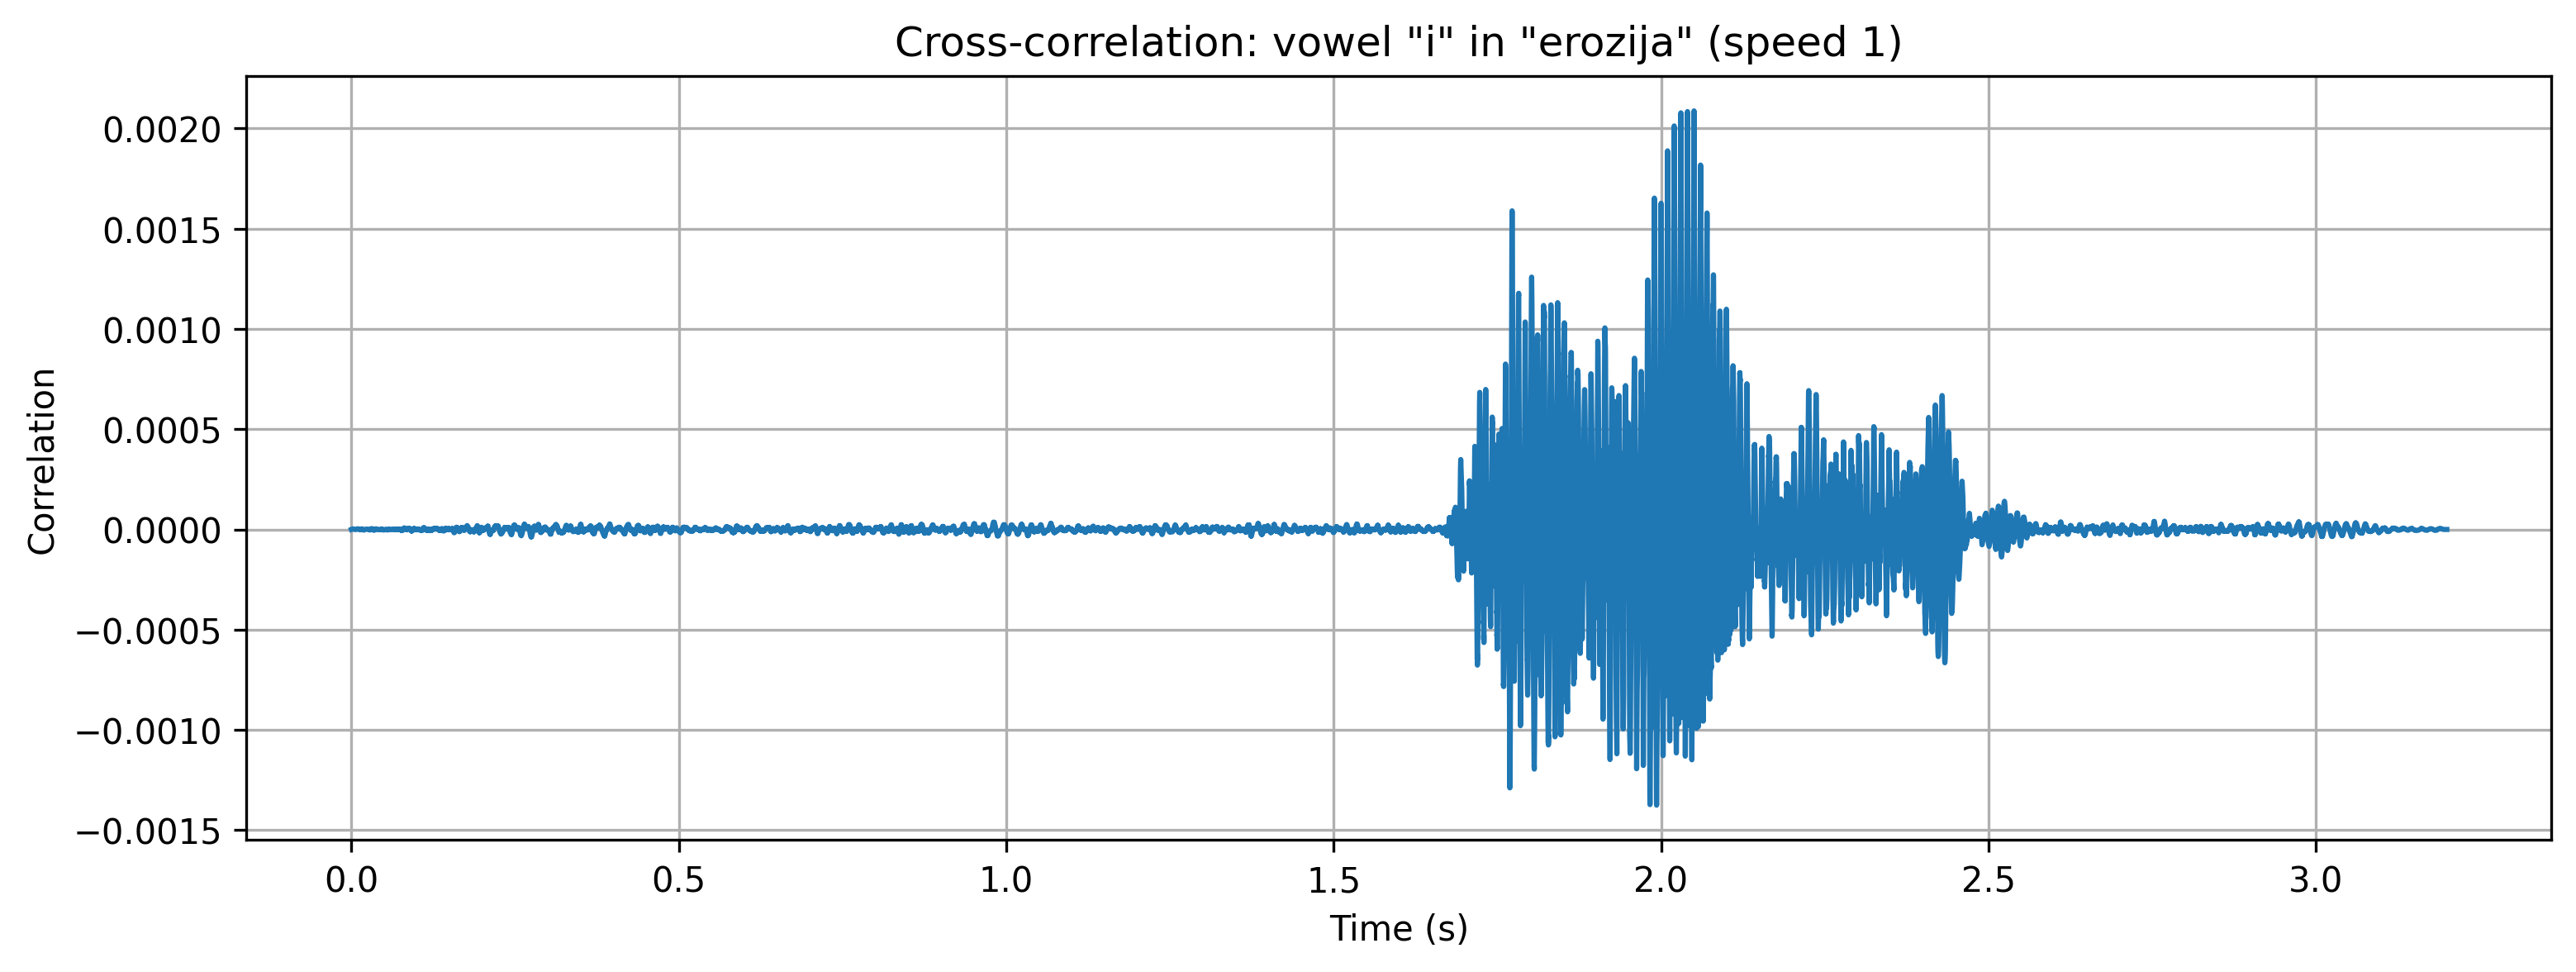 Cross-correlation: vowel "i" in "erozija" (speed 1)
0.0020
0.0015
0.0010
0.0005
0.0000
−0.0005
−0.0010
−0.0015
Correlation
0.0 0.5 1.0 1.5 2.0 2.5 3.0
Time (s)